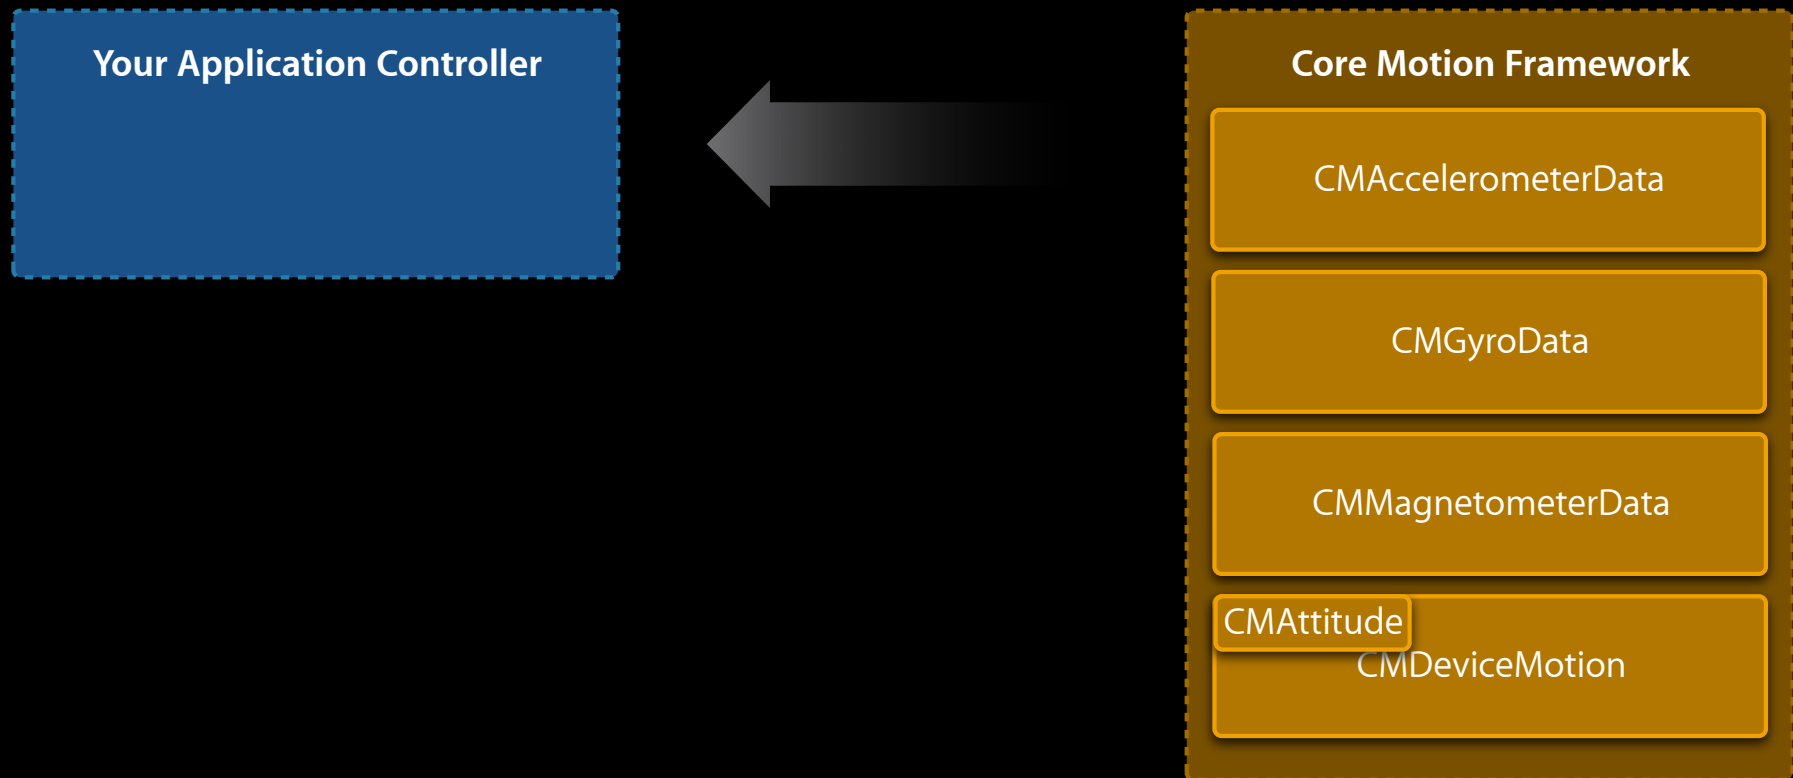 Your Application Controller
Core Motion Framework
CMAccelerometerData
CMGyroData
CMMagnetometerData
CMAttitude
CMDeviceMotion